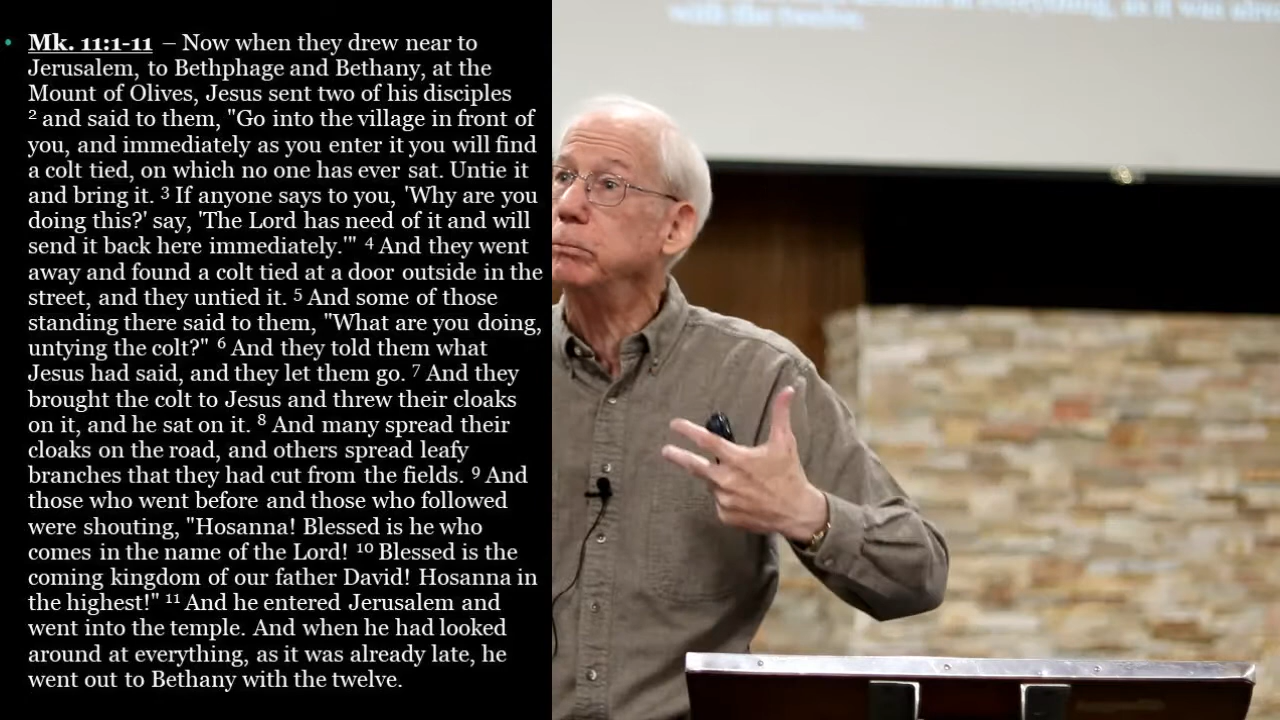 • Mk. 11:1-11 – Now when they drew near to
Jerusalem, to Bethphage and Bethany, at the
Mount of Olives, Jesus sent two of his disciples
² and said to them, "Go into the village in front of
you, and immediately as you enter it you will find
a colt tied, on which no one has ever sat. Untie it
and bring it. ³ If anyone says to you, 'Why are you
doing this?' say, 'The Lord has need of it and will
send it back here immediately.'" ⁴ And they went
away and found a colt tied at a door outside in the
street, and they untied it. ⁵ And some of those
standing there said to them, "What are you doing,
untying the colt?" ⁶ And they told them what
Jesus had said, and they let them go. ⁷ And they
brought the colt to Jesus and threw their cloaks
on it, and he sat on it. ⁸ And many spread their
cloaks on the road, and others spread leafy
branches that they had cut from the fields. ⁹ And
those who went before and those who followed
were shouting, "Hosanna! Blessed is he who
comes in the name of the Lord! ¹⁰ Blessed is the
coming kingdom of our father David! Hosanna in
the highest!" ¹¹ And he entered Jerusalem and
went into the temple. And when he had looked
around at everything, as it was already late, he
went out to Bethany with the twelve.
with the twelve.